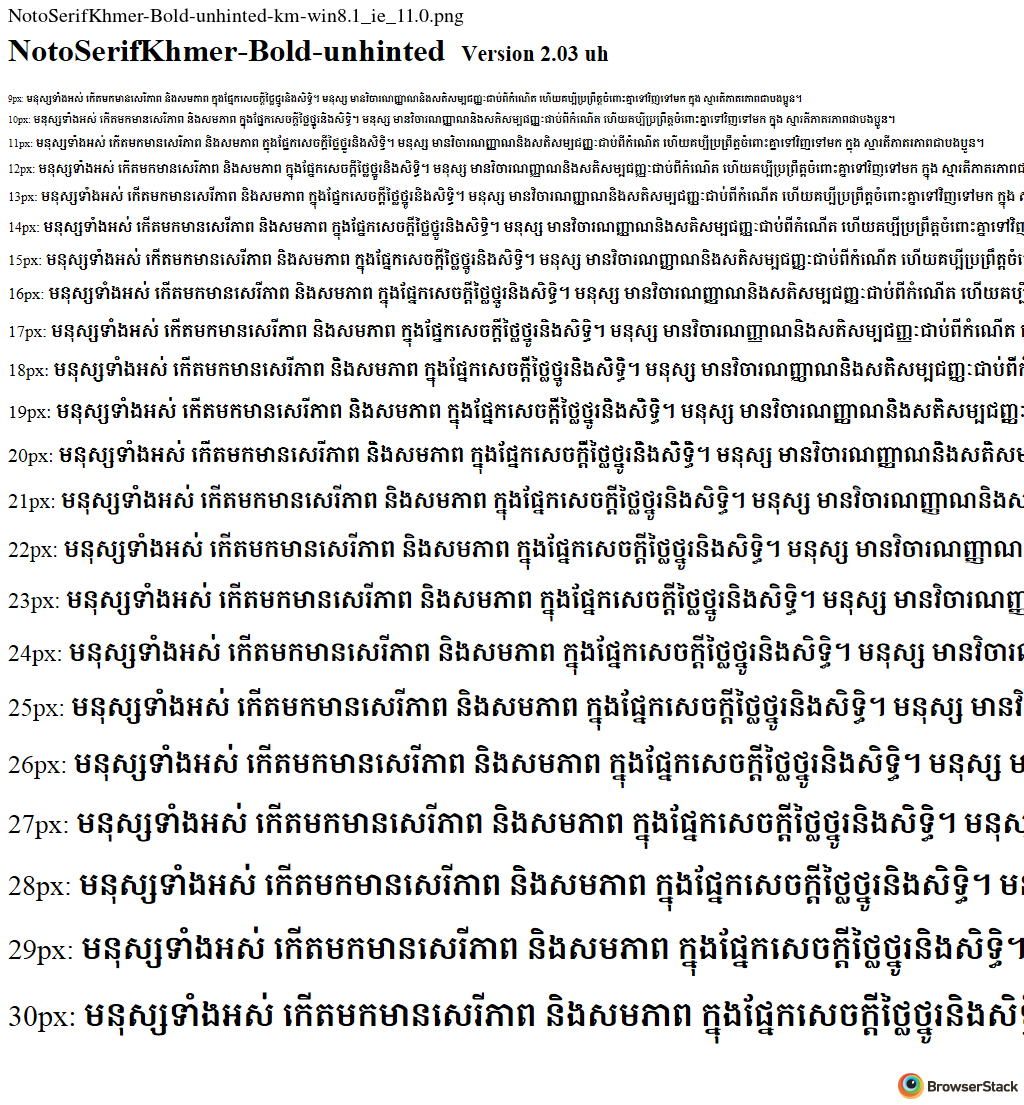 NotoSerifKhmer-Bold-unhinted-km-win8.1_ie_11.0.png
NotoSerifKhmer-Bold-unhinted Version 2.03 uh
9px: មនុស្សទាំងអស់ កើតមកមានសេរីភាព និងសមភាព ក្នុងផ្នែកសេចក្ដីថ្លៃថ្នូរនិងសិទ្ធិ។ មនុស្ស មានវិចារណញ្ញាណនិងសតិសម្បជញ្ញៈជាប់ពីកំណើត ហើយគប្បីប្រព្រឹត្តចំពោះគ្នាទៅវិញទៅមក ក្នុង ស្មារតីភាតរភាពជាបងប្អូន។
10px: មនុស្សទាំងអស់ កើតមកមានសេរីភាព និងសមភាព ក្នុងផ្នែកសេចក្ដីថ្លៃថ្នូរនិងសិទ្ធិ។ មនុស្ស មានវិចារណញ្ញាណនិងសតិសម្បជញ្ញៈជាប់ពីកំណើត ហើយគប្បីប្រព្រឹត្តចំពោះគ្នាទៅវិញទៅមក ក្នុង ស្មារតីភាតរភាពជាបងប្អូន។
11px: មនុស្សទាំងអស់ កើតមកមានសេរីភាព និងសមភាព ក្នុងផ្នែកសេចក្ដីថ្លៃថ្នូរនិងសិទ្ធិ។ មនុស្ស មានវិចារណញ្ញាណនិងសតិសម្បជញ្ញៈជាប់ពីកំណើត ហើយគប្បីប្រព្រឹត្តចំពោះគ្នាទៅវិញទៅមក ក្នុង ស្មារតីភាតរភាពជាបងប្អូន។
12px: មនុស្សទាំងអស់ កើតមកមានសេរីភាព និងសមភាព ក្នុងផ្នែកសេចក្ដីថ្លៃថ្នូរនិងសិទ្ធិ។ មនុស្ស មានវិចារណញ្ញាណនិងសតិសម្បជញ្ញៈជាប់ពីកំណើត ហើយគប្បីប្រព្រឹត្តចំពោះគ្នាទៅវិញទៅមក ក្នុង ស្មារតីភាតរភាពជា
13px: មនុស្សទាំងអស់ កើតមកមានសេរីភាព និងសមភាព ក្នុងផ្នែកសេចក្ដីថ្លៃថ្នូរនិងសិទ្ធិ។ មនុស្ស មានវិចារណញ្ញាណនិងសតិសម្បជញ្ញៈជាប់ពីកំណើត ហើយគប្បីប្រព្រឹត្តចំពោះគ្នាទៅវិញទៅមក ក្នុង
14px: មនុស្សទាំងអស់ កើតមកមានសេរីភាព និងសមភាព ក្នុងផ្នែកសេចក្ដីថ្លៃថ្នូរនិងសិទ្ធិ។ មនុស្ស មានវិចារណញ្ញាណនិងសតិសម្បជញ្ញៈជាប់ពីកំណើត ហើយគប្បីប្រព្រឹត្តចំពោះគ្នាទៅវិញ
15px: មនុស្សទាំងអស់ កើតមកមានសេរីភាព និងសមភាព ក្នុងផ្នែកសេចក្ដីថ្លៃថ្នូរនិងសិទ្ធិ។ មនុស្ស មានវិចារណញ្ញាណនិងសតិសម្បជញ្ញៈជាប់ពីកំណើត ហើយគប្បីប្រព្រឹត្តច
16px: មនុស្សទាំងអស់ កើតមកមានសេរីភាព និងសមភាព ក្នុងផ្នែកសេចក្ដីថ្លៃថ្នូរនិងសិទ្ធិ។ មនុស្ស មានវិចារណញ្ញាណនិងសតិសម្បជញ្ញៈជាប់ពីកំណើត ហើយគប្បី
17px: មនុស្សទាំងអស់ កើតមកមានសេរីភាព និងសមភាព ក្នុងផ្នែកសេចក្ដីថ្លៃថ្នូរនិងសិទ្ធិ។ មនុស្ស មានវិចារណញ្ញាណនិងសតិសម្បជញ្ញៈជាប់ពីកំណើត
18px: មនុស្សទាំងអស់ កើតមកមានសេរីភាព និងសមភាព ក្នុងផ្នែកសេចក្ដីថ្លៃថ្នូរនិងសិទ្ធិ។ មនុស្ស មានវិចារណញ្ញាណនិងសតិសម្បជញ្ញៈជាប់ពីកំ
19px: មនុស្សទាំងអស់ កើតមកមានសេរីភាព និងសមភាព ក្នុងផ្នែកសេចក្ដីថ្លៃថ្នូរនិងសិទ្ធិ។ មនុស្ស មានវិចារណញ្ញាណនិងសតិសម្បជញ្ញៈ
20px: មនុស្សទាំងអស់ កើតមកមានសេរីភាព និងសមភាព ក្នុងផ្នែកសេចក្ដីថ្លៃថ្នូរនិងសិទ្ធិ។ មនុស្ស មានវិចារណញ្ញាណនិងសតិសម
21px: មនុស្សទាំងអស់ កើតមកមានសេរីភាព និងសមភាព ក្នុងផ្នែកសេចក្ដីថ្លៃថ្នូរនិងសិទ្ធិ។ មនុស្ស មានវិចារណញ្ញាណនិងស
22px: មនុស្សទាំងអស់ កើតមកមានសេរីភាព និងសមភាព ក្នុងផ្នែកសេចក្ដីថ្លៃថ្នូរនិងសិទ្ធិ។ មនុស្ស មានវិចារណញ្ញាណ
23px: មនុស្សទាំងអស់ កើតមកមានសេរីភាព និងសមភាព ក្នុងផ្នែកសេចក្ដីថ្លៃថ្នូរនិងសិទ្ធិ។ មនុស្ស មានវិចារណញ្ញ
24px: មនុស្សទាំងអស់ កើតមកមានសេរីភាព និងសមភាព ក្នុងផ្នែកសេចក្ដីថ្លៃថ្នូរនិងសិទ្ធិ។ មនុស្ស មានវិចារ
25px: មនុស្សទាំងអស់ កើតមកមានសេរីភាព និងសមភាព ក្នុងផ្នែកសេចក្ដីថ្លៃថ្នូរនិងសិទ្ធិ។ មនុស្ស មានវិ
26px: មនុស្សទាំងអស់ កើតមកមានសេរីភាព និងសមភាព ក្នុងផ្នែកសេចក្ដីថ្លៃថ្នូរនិងសិទ្ធិ។ មនុស្ស ម
27px: មនុស្សទាំងអស់ កើតមកមានសេរីភាព និងសមភាព ក្នុងផ្នែកសេចក្ដីថ្លៃថ្នូរនិងសិទ្ធិ។ មនុស
28px: មនុស្សទាំងអស់ កើតមកមានសេរីភាព និងសមភាព ក្នុងផ្នែកសេចក្ដីថ្លៃថ្នូរនិងសិទ្ធិ។ មន
29px: មនុស្សទាំងអស់ កើតមកមានសេរីភាព និងសមភាព ក្នុងផ្នែកសេចក្ដីថ្លៃថ្នូរនិងសិទ្ធិ។
30px: មនុស្សទាំងអស់ កើតមកមានសេរីភាព និងសមភាព ក្នុងផ្នែកសេចក្ដីថ្លៃថ្នូរនិងសិ
BrowserStack